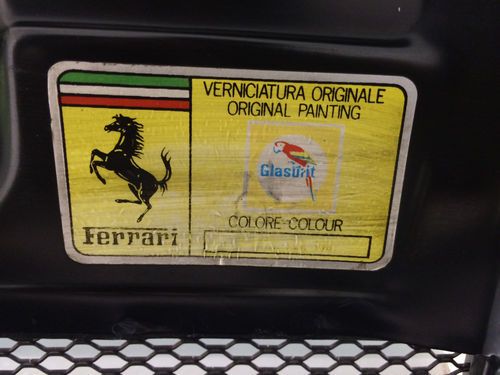 VERNICIATURA ORIGINALE
ORIGINAL PAINTING
Glasurit
COLORE-COLOUR
Ferrari